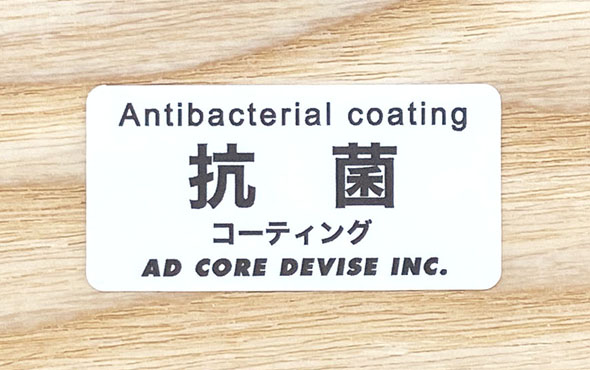 Antibacterial coating
抗 菌
コーティング
AD CORE DEVISE INC.